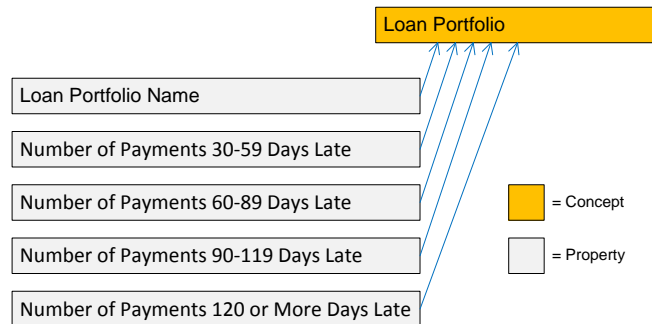 Loan Portfolio
Loan Portfolio Name
Number of Payments 30-59 Days Late
Number of Payments 60-89 Days Late
= Concept
Number of Payments 90-119 Days Late
= Property
Number of Payments 120 or More Days Late